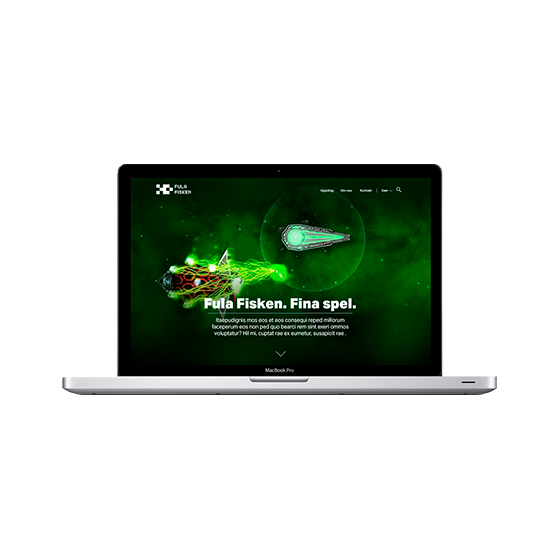 FULA
FISKEN
Uppdrag Om oss Kontakt
Fula Fisken. Fina spel.
Itaepudignis mos eos et eos consequi reped millorum
faceperum eos non ped quo bearci rem sint exeri ommos
voluptatur? Hil mi, cuptat rae ex eumetur, susapicit rae .
MacBook Pro